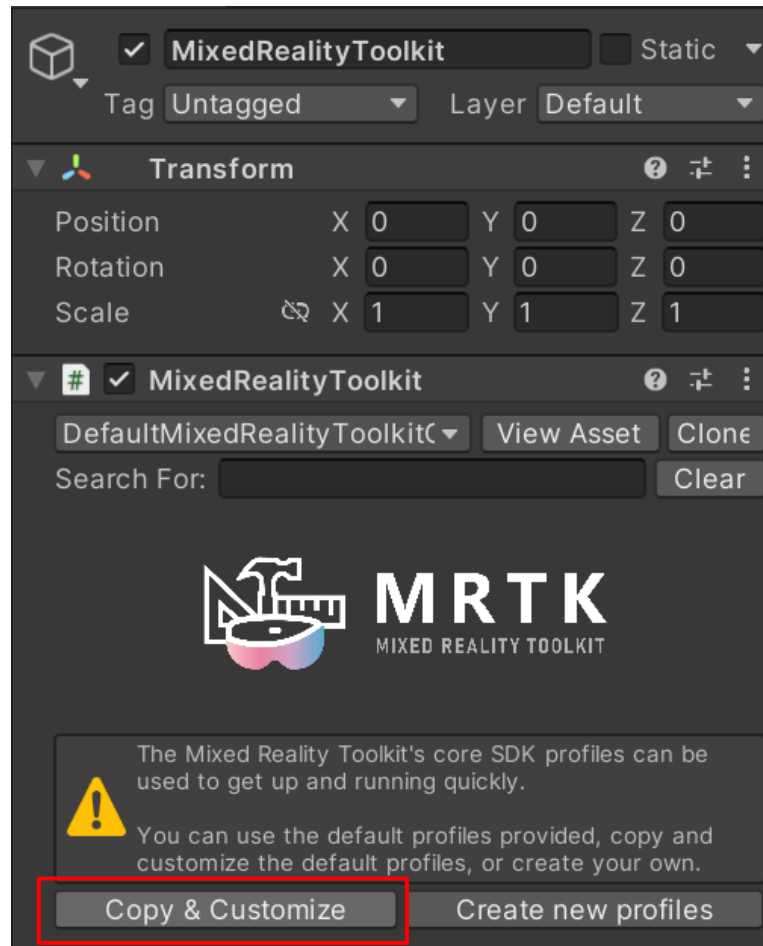 MixedRealityToolkit Static
Tag Untagged Layer Default
Transform
Position X 0 Y 0 Z 0
Rotation X 0 Y 0 Z 0
Scale X 1 Y 1 Z 1
# MixedRealityToolkit
DefaultMixedRealityToolkitC View Asset Clone
Search For: Clear
MRTK
MIXED REALITY TOOLKIT
The Mixed Reality Toolkit's core SDK profiles can be
used to get up and running quickly.
You can use the default profiles provided, copy and
customize the default profiles, or create your own.
Copy & Customize Create new profiles